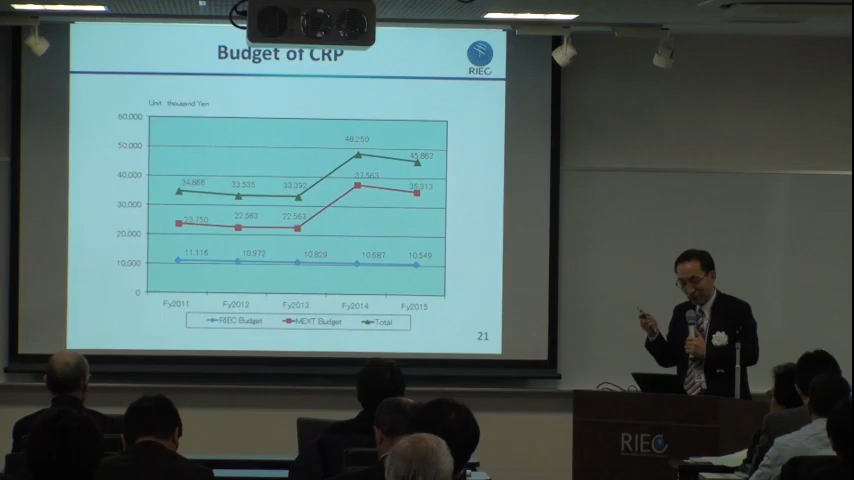 Budget of CRP
RIEC
Unit : thousand Yen
60,000
50,000
40,000
30,000
20,000
10,000
0
34,866 33,535 33,392 48,250 45,862
23,750 22,563 22,563 37,563 35,313
11,116 10,972 10,829 10,687 10,549
Fy2011 Fy2012 Fy2013 Fy2014 Fy2015
RIEC Budget MEXT Budget Total
21
RIEC